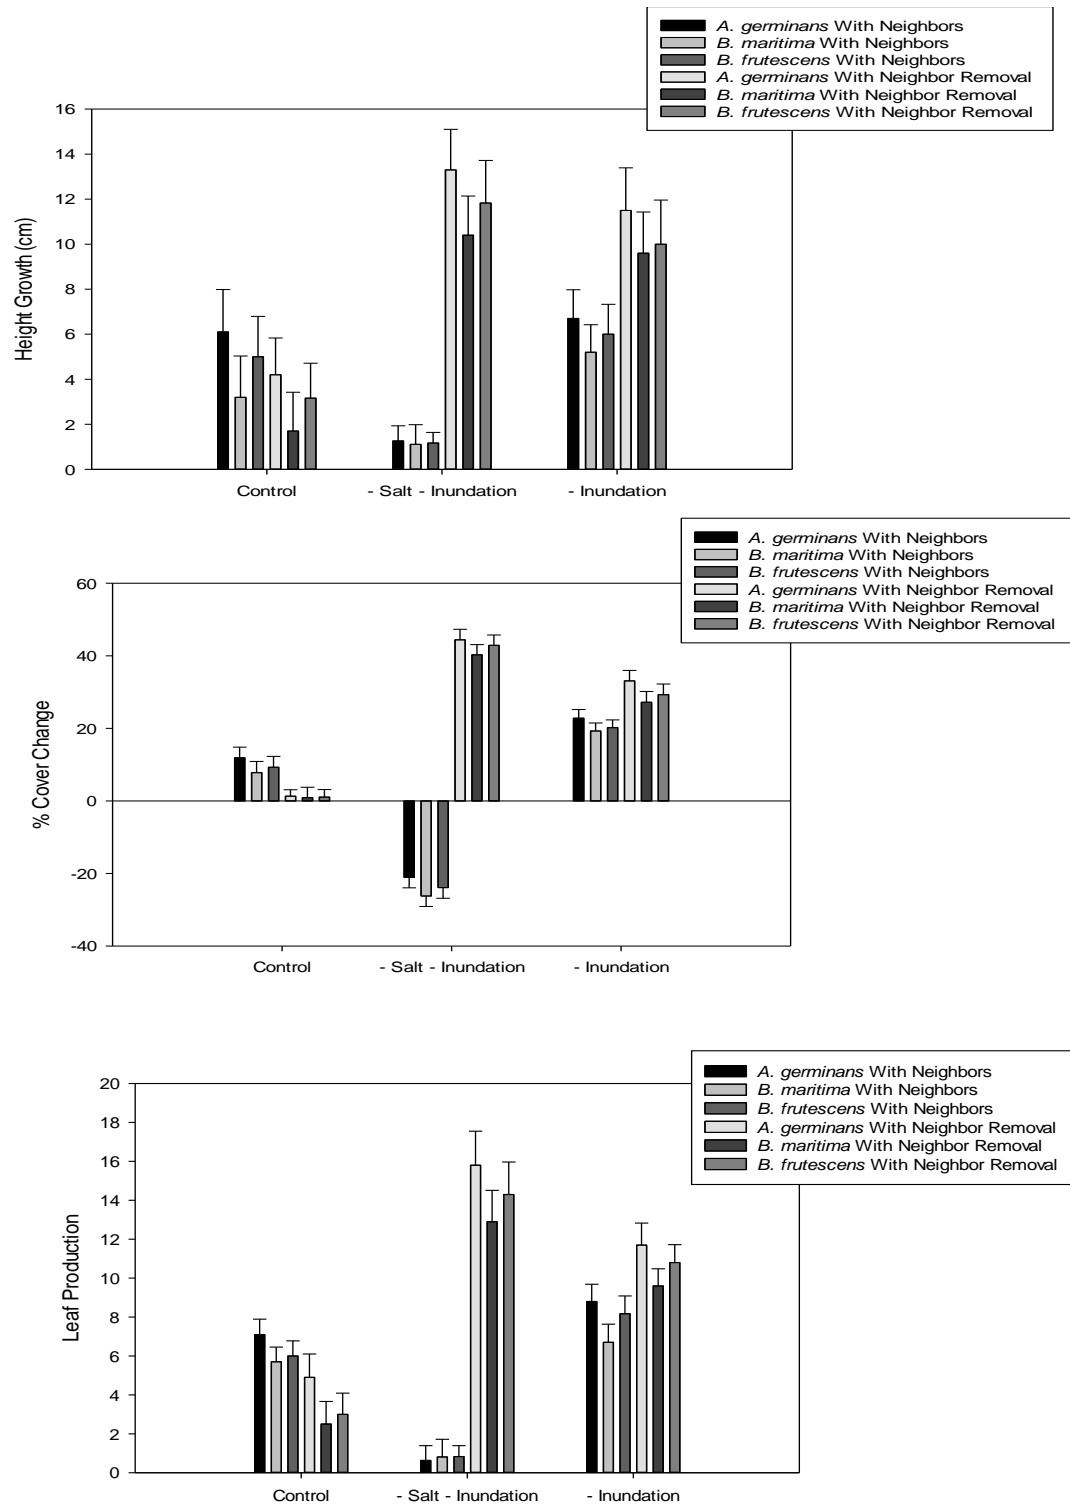 A. germinans With Neighbors
B. maritima With Neighbors
B. frutescens With Neighbors
A. germinans With Neighbor Removal
B. maritima With Neighbor Removal
B. frutescens With Neighbor Removal
16
14
12
10
8
6
4
2
0
Height Growth (cm)
Control
- Salt - Inundation
- Inundation
A. germinans With Neighbors
B. maritima With Neighbors
B. frutescens With Neighbors
A. germinans With Neighbor Removal
B. maritima With Neighbor Removal
B. frutescens With Neighbor Removal
60
40
20
0
-20
-40
% Cover Change
Control
- Salt - Inundation
- Inundation
A. germinans With Neighbors
B. maritima With Neighbors
B. frutescens With Neighbors
A. germinans With Neighbor Removal
B. maritima With Neighbor Removal
B. frutescens With Neighbor Removal
20
18
16
14
12
10
8
6
4
2
0
Leaf Production
Control
- Salt - Inundation
- Inundation